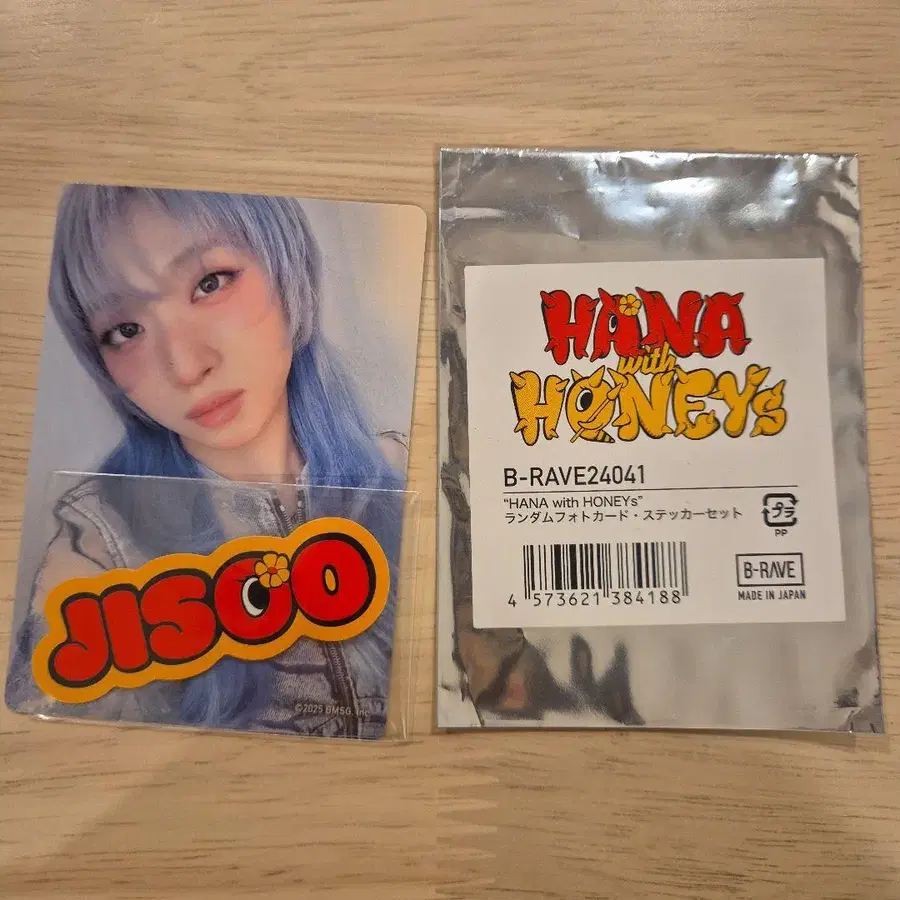 JISOO
©2025 BMSG, Inc.
HANA
with
HONEYs
B-RAVE24041
"HANA with HONEYs"
ランダムフォトカード・ステッカーセット
プラ
PP
4 573621 384188
B-RAVE
MADE IN JAPAN